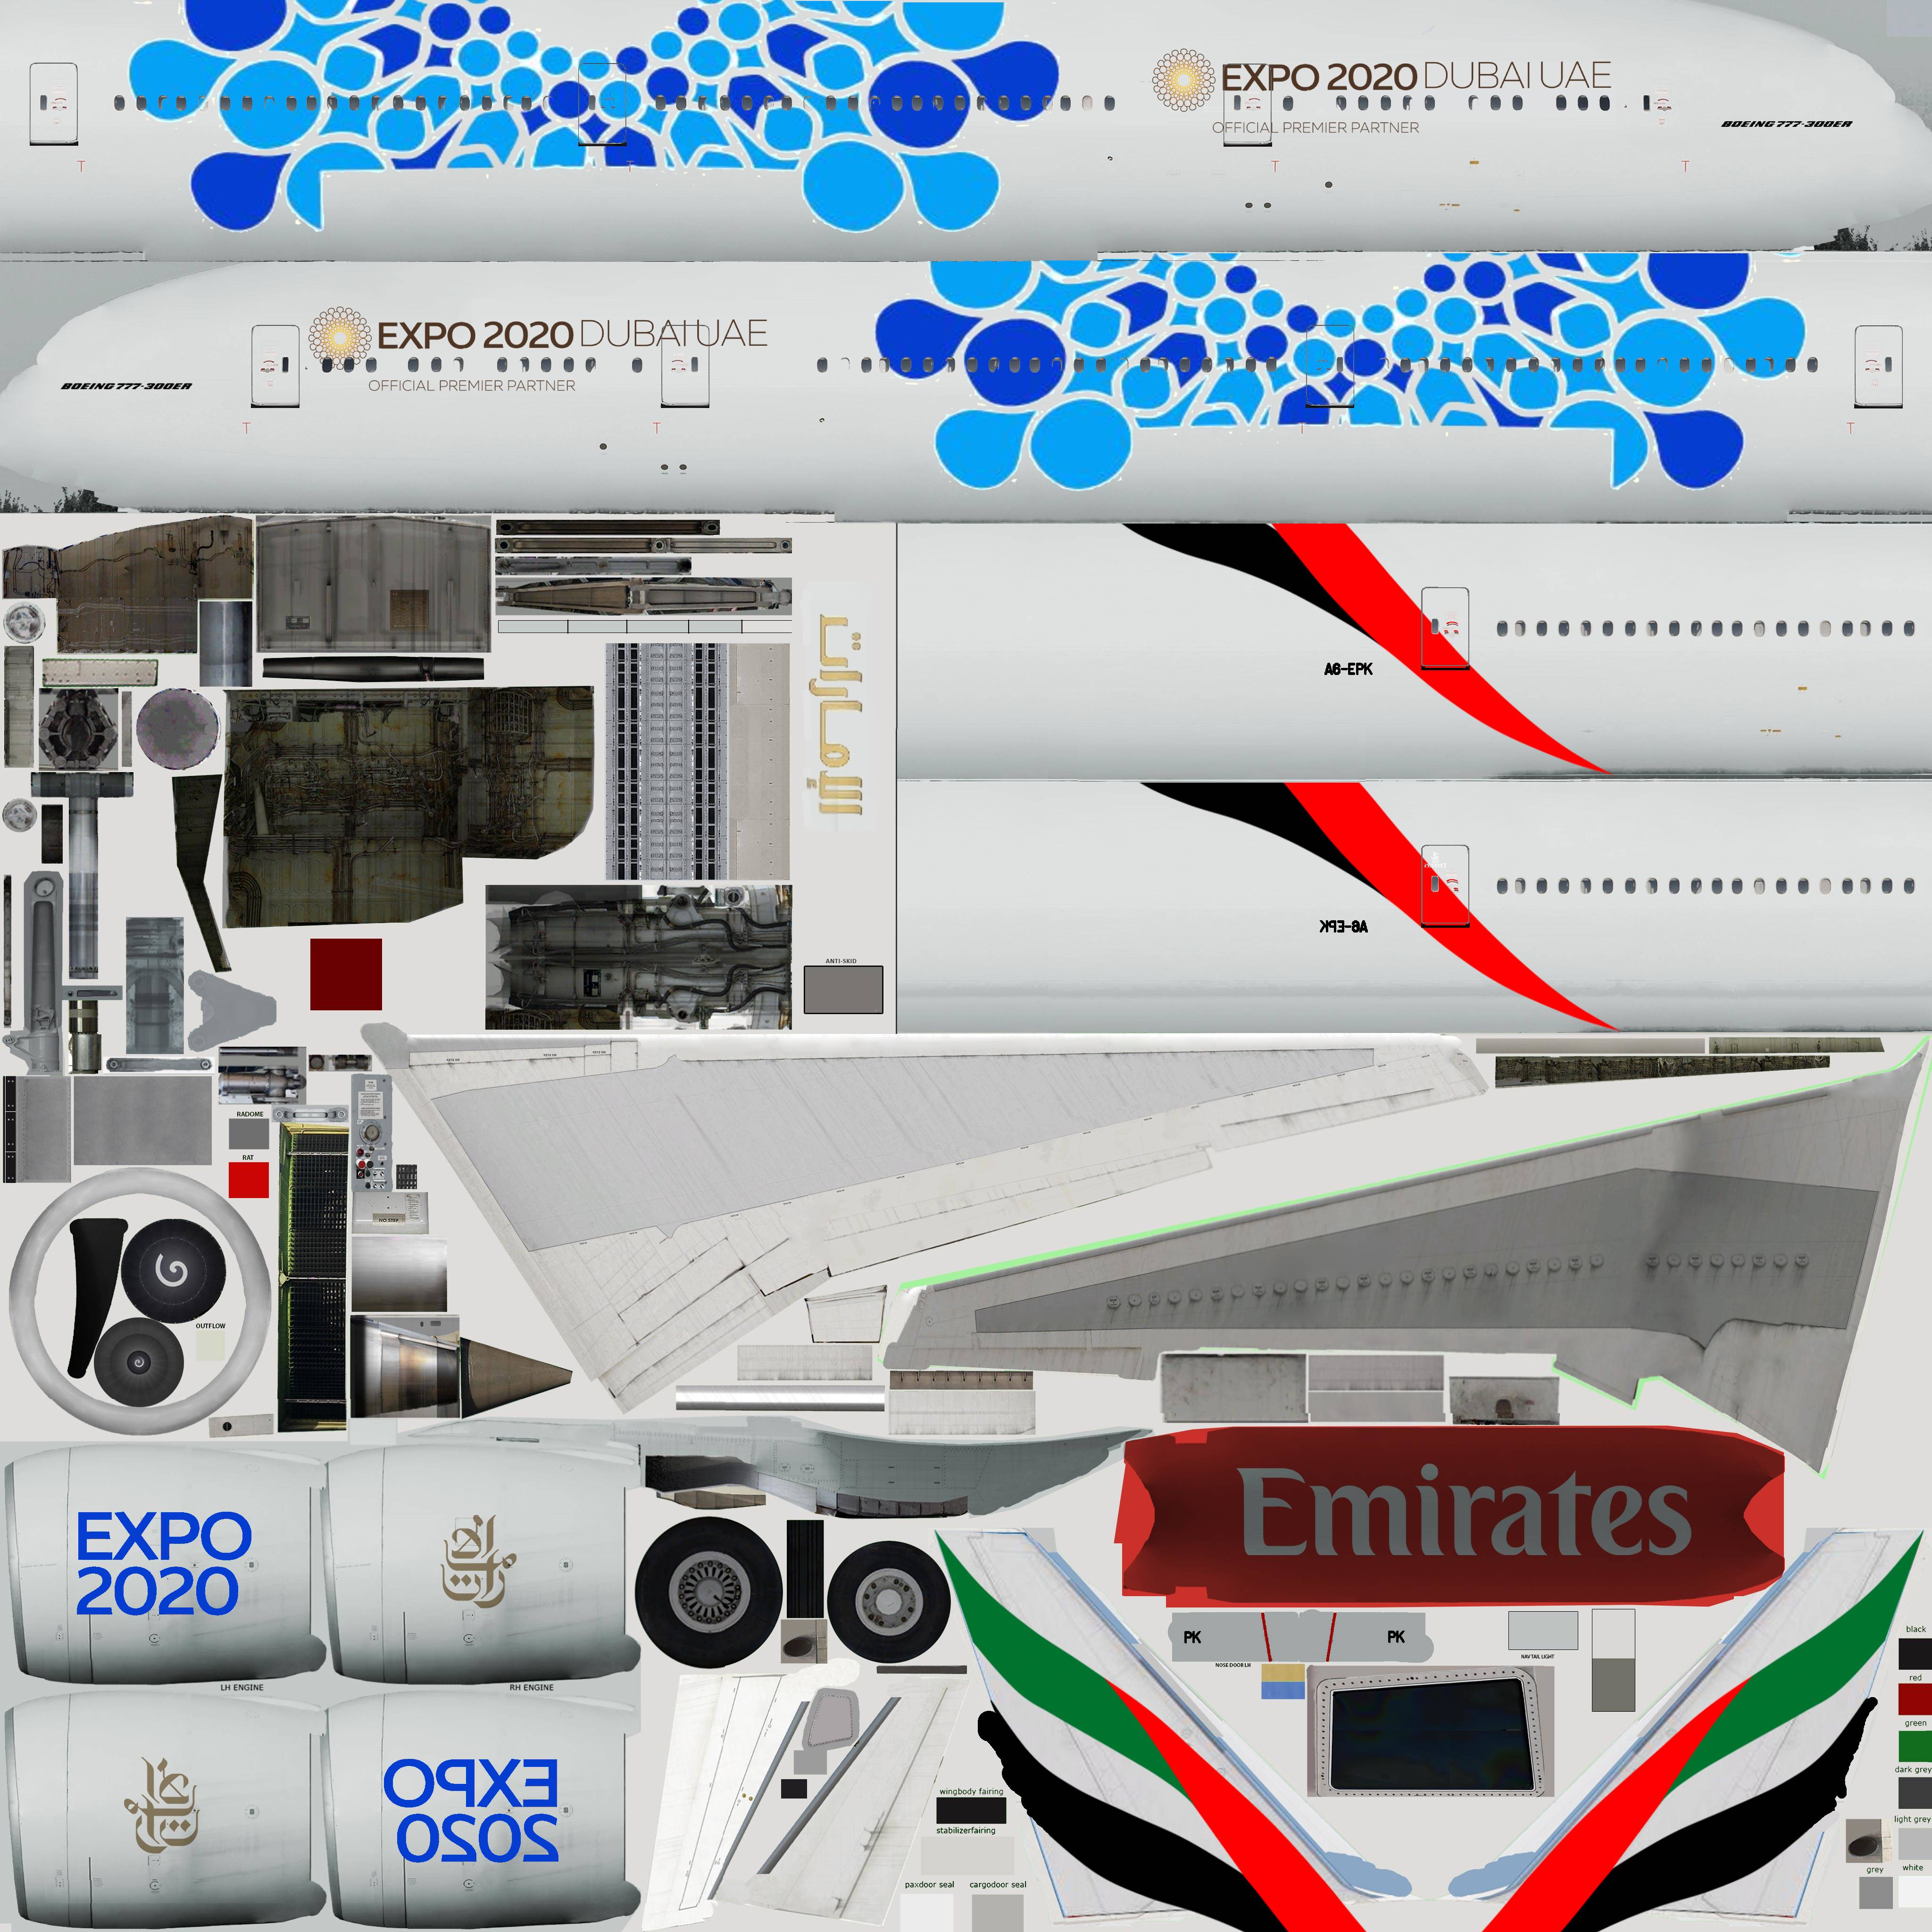 EXPO 2020 DUBAI UAE
OFFICIAL PREMIER PARTNER
BOEING 777-300ER
T T T T
EXPO 2020 DUBAI UAE
OFFICIAL PREMIER PARTNER
BOEING 777-300ER
T T T T
A6-EPK
A6-EPK
الإمارات
ANTI-SKID
RADOME
RAT
NO STEP
OUTFLOW
Emirates
EXPO
2020
LH ENGINE
RH ENGINE
EXPO
2020
PK PK
NOSE DOOR LH
NAV TAIL LIGHT
wingbody fairing
stabilizerfairing
paxdoor seal
cargodoor seal
black
red
green
dark grey
light grey
grey
white